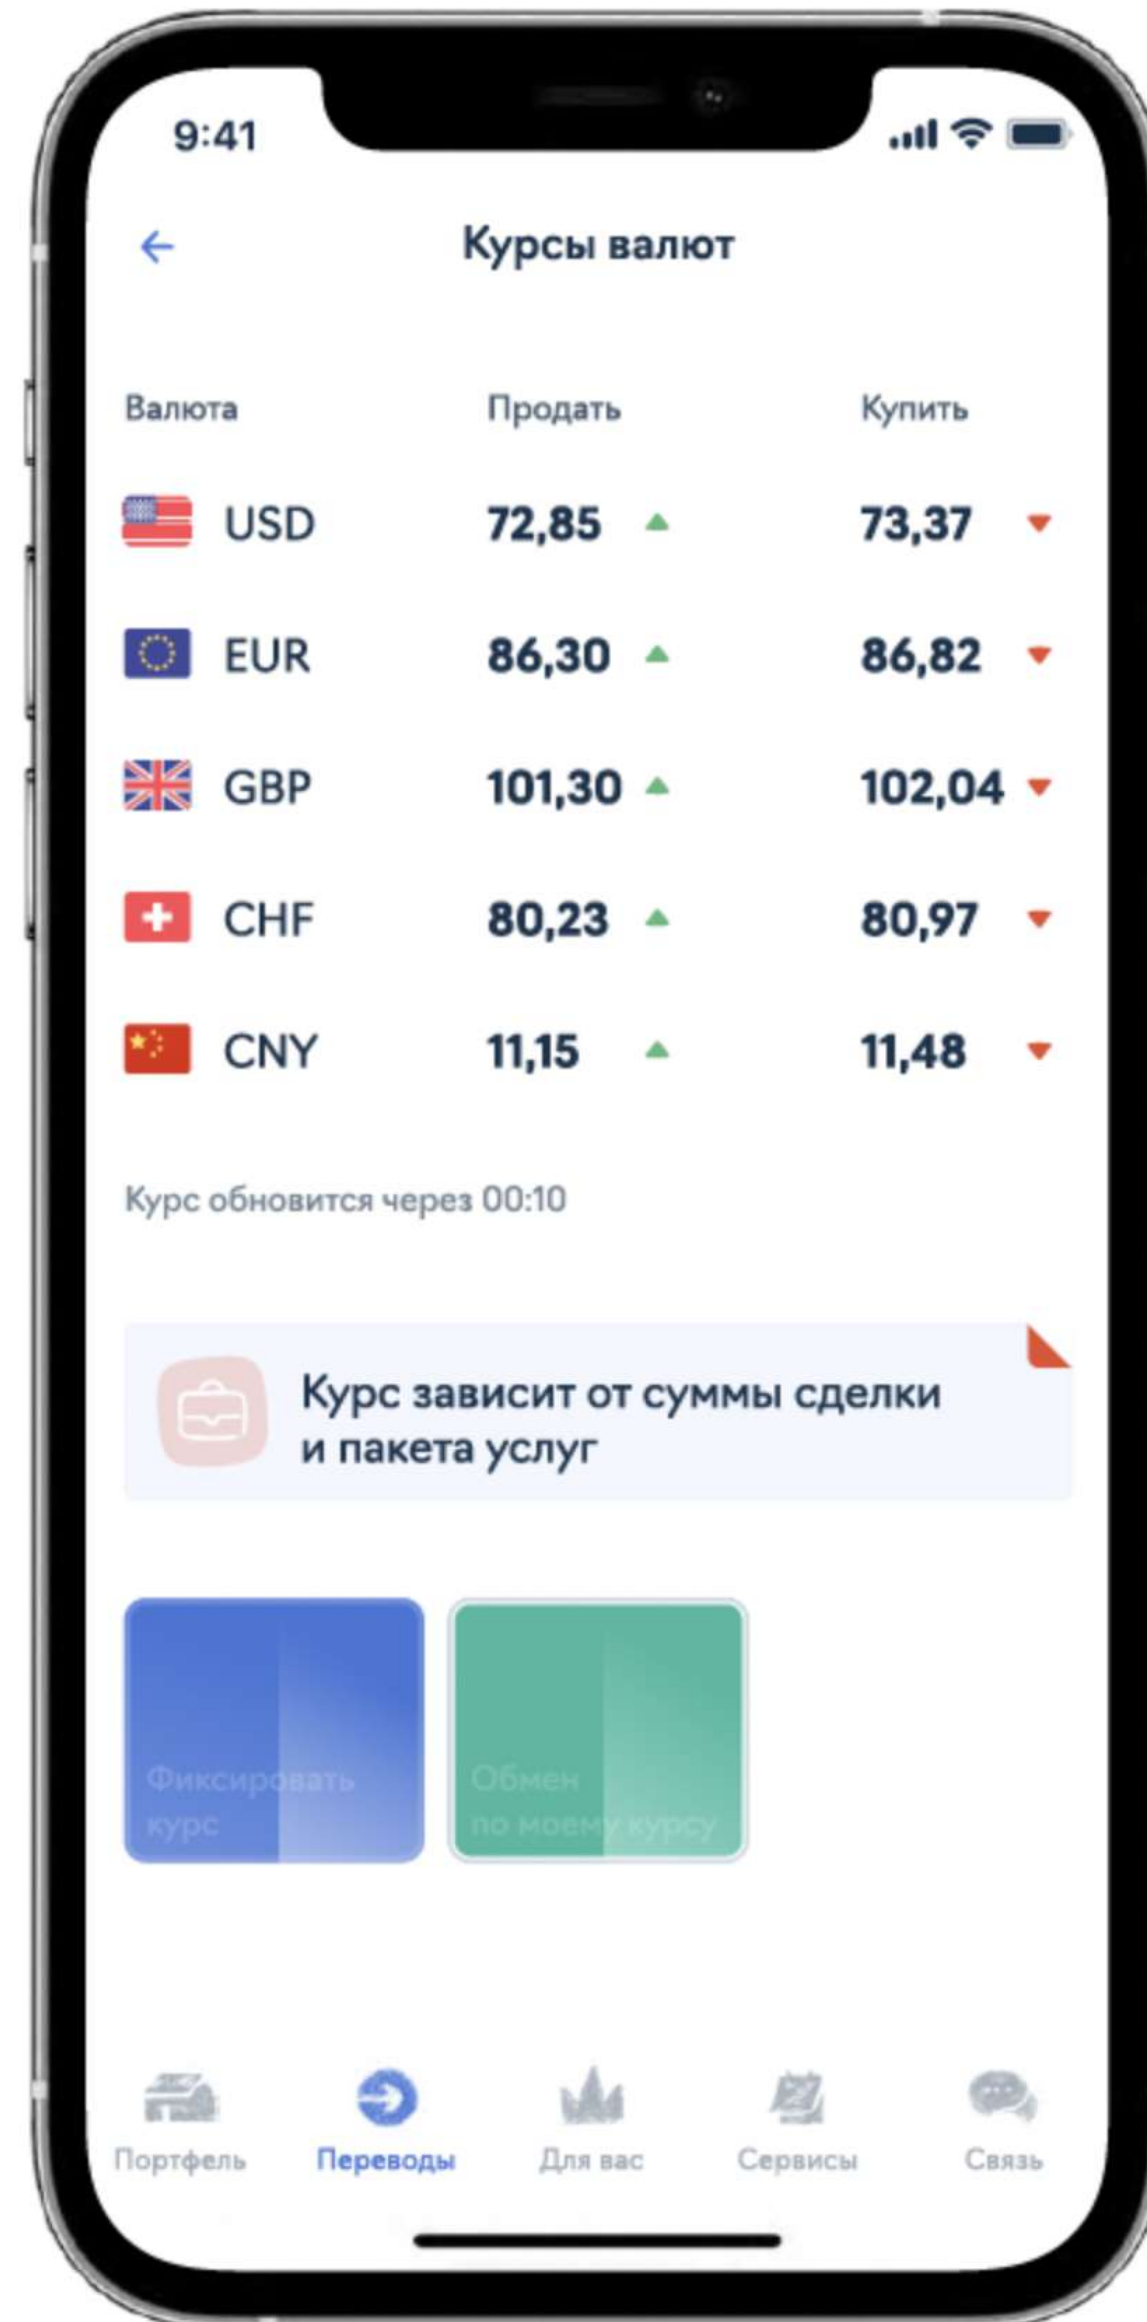 9:41
Курсы валют
Валюта Продать Купить
USD 72,85 73,37
EUR 86,30 86,82
GBP 101,30 102,04
CHF 80,23 80,97
CNY 11,15 11,48
Курс обновится через 00:10
Курс зависит от суммы сделки
и пакета услуг
Фиксировать
курс
Обмен
по моему курсу
Портфель Переводы Для вас Сервисы Связь